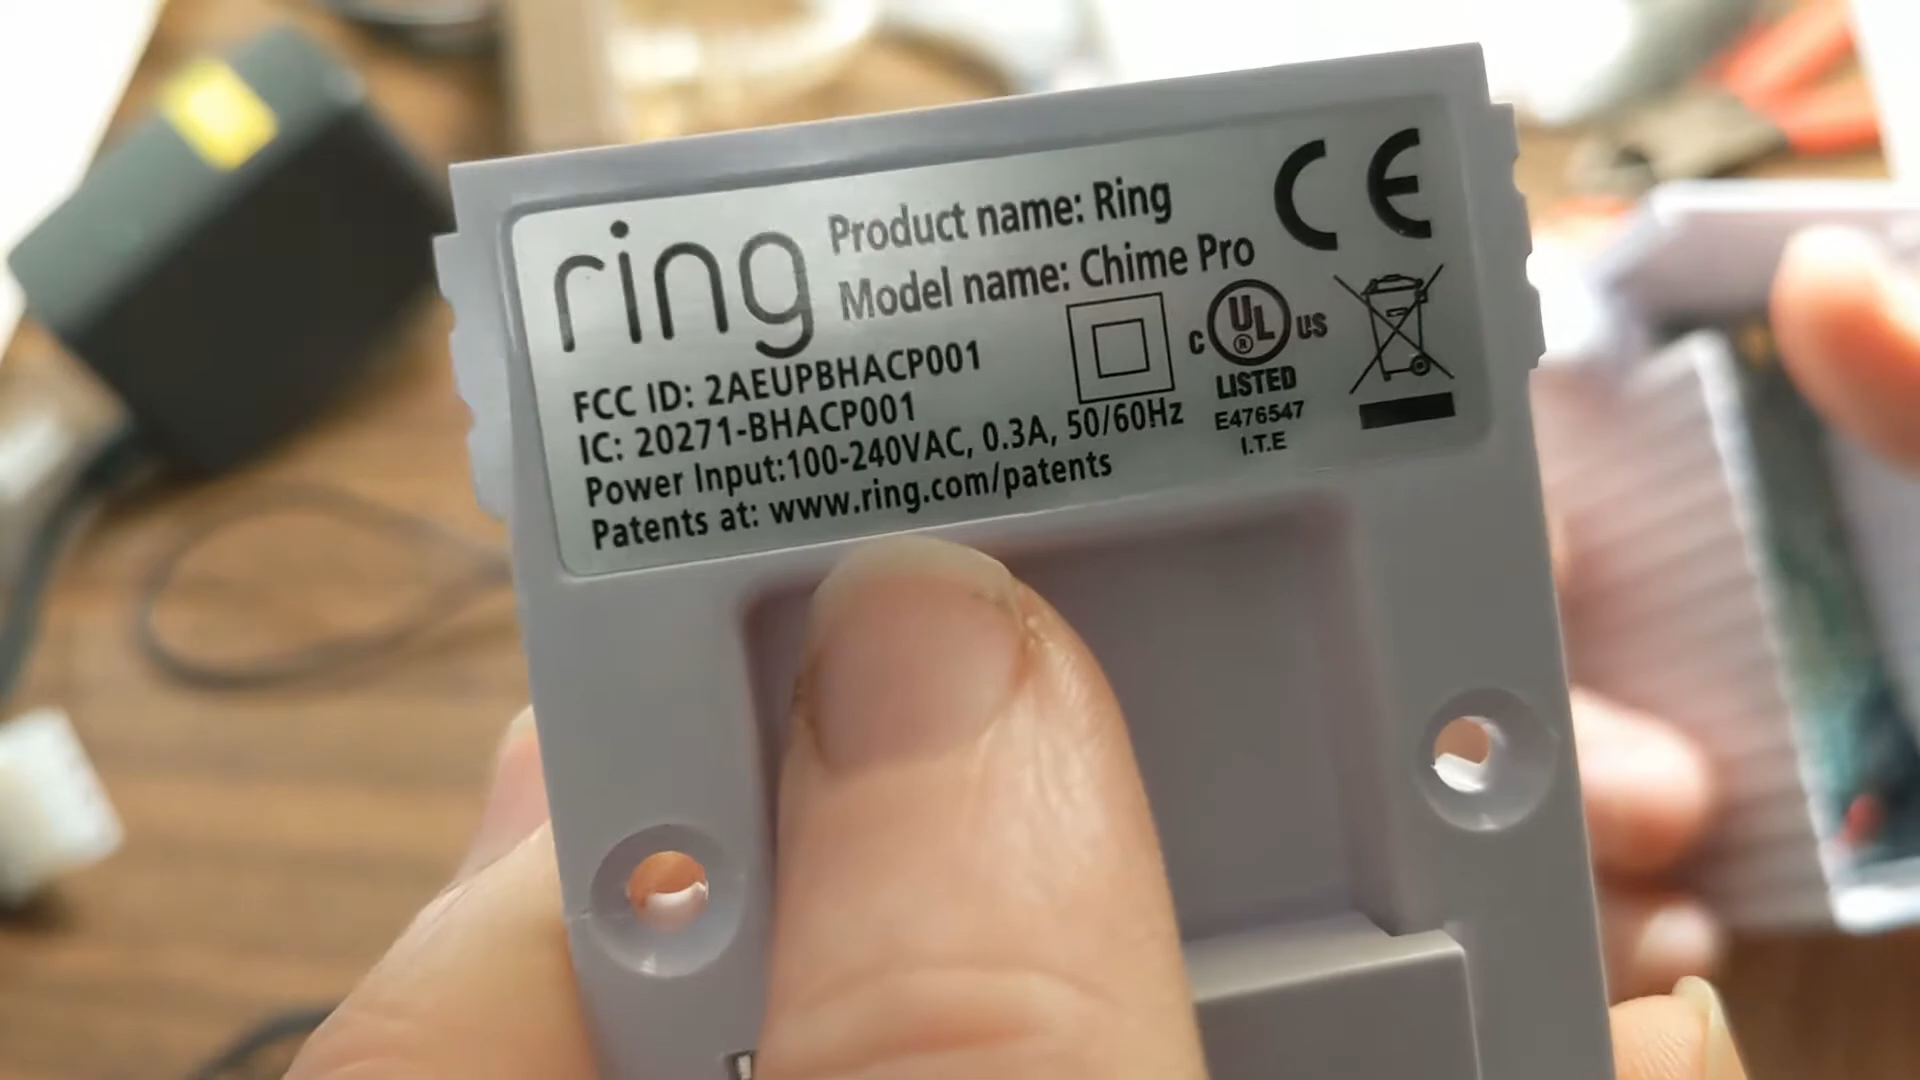 ring
Product name: Ring
Model name: Chime Pro
CE
FCC ID: 2AEUPBHACP001
IC: 20271-BHACP001
Power Input:100-240VAC, 0.3A, 50/60Hz
Patents at: www.ring.com/patents
C UL® US
LISTED
E476547
I.T.E